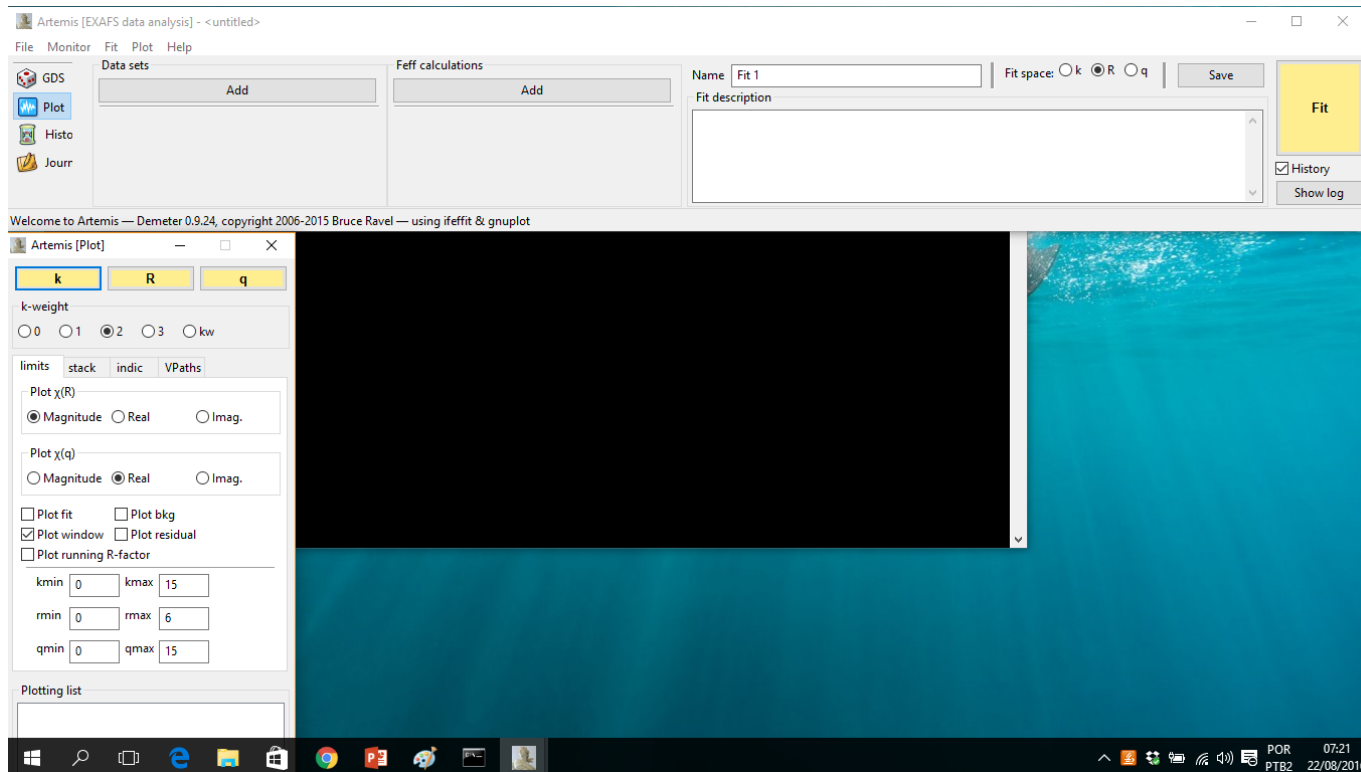 Artemis [EXAFS data analysis] - <untitled>
File Monitor Fit Plot Help
GDS
Plot
Histo
Jourr
Data sets
Add
Feff calculations
Add
Name Fit 1
Fit space: k R q
Save
Fit description
Fit
History
Show log
Welcome to Artemis — Demeter 0.9.24, copyright 2006-2015 Bruce Ravel — using ifeffit & gnuplot
Artemis [Plot]
k R q
k-weight
0 1 2 3 kw
limits stack indic VPaths
Plot χ(R)
Magnitude Real Imag.
Plot χ(q)
Magnitude Real Imag.
Plot fit Plot bkg
Plot window Plot residual
Plot running R-factor
kmin 0 kmax 15
rmin 0 rmax 6
qmin 0 qmax 15
Plotting list
POR 07:21
PTB2 22/08/201